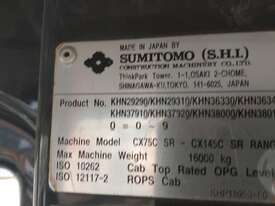 MADE IN JAPAN BY
SUMITOMO (S.H.I.)
CONSTRUCTION MACHINERY CO.,LTD.
ThinkPark Tower, 1-1,OSAKI 2-CHOME,
SHINAGAWA-KU,TOKYO, 141-6025, JAPAN
Product No. KHN29290/KHN29310/KHN36330/KHN3634
KHN37910/KHN37920/KHN38000/KHN3801
0=0-9
Machine Model CX75C SR - CX145C SR RANG
Max Machine Weight 16000 kg
ISO 10262 Cab Top Rated OPG Level
ISO 12117-2 ROPS Cab